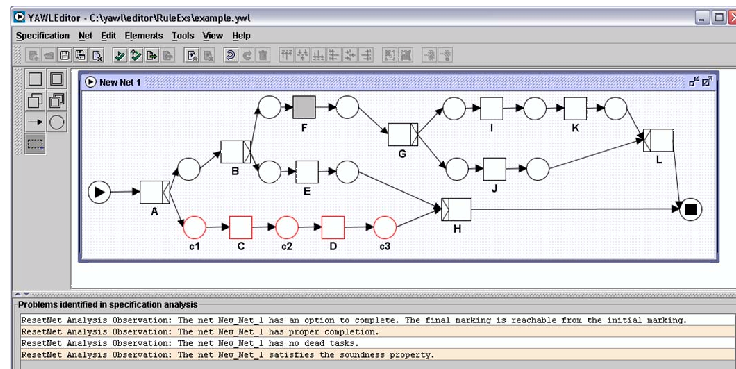 YAWLEditor - C:\yawl\editor\RuleExs\example.ywl
Specification Net Edit Elements Tools View Help
New Net 1
F
I
K
G
B
L
E
J
A
H
c1
C
c2
D
c3
Problems identified in specification analysis
ResetNet Analysis Observation: The net New_Net_1 has an option to complete. The final marking is reachable from the initial marking.
ResetNet Analysis Observation: The net New_Net_1 has proper completion.
ResetNet Analysis Observation: The net New_Net_1 has no dead tasks.
ResetNet Analysis Observation: The net New_Net_1 satisfies the soundness property.